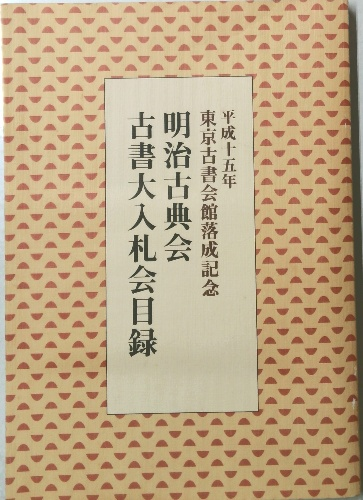 平成十五年
東京古書会館落成記念
明治古典会
古書大入札会目録